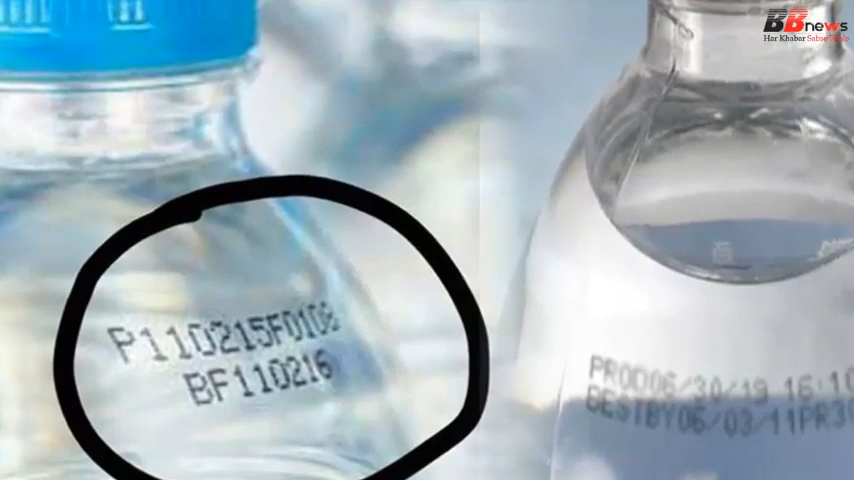 BBnews
Har Khabar Sabse Pehle
P110215F0108
BF110216
PROD06/30/19 16:10
BESTBY06/03/11PR30